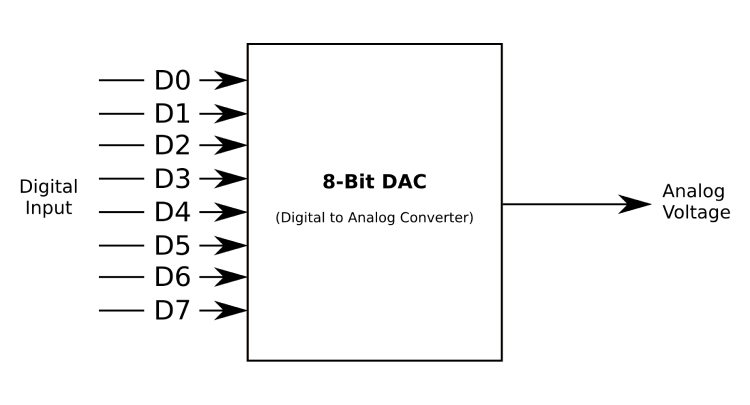 D0
D1
D2
D3
D4
D5
D6
D7
Digital
Input
8-Bit DAC
(Digital to Analog Converter)
Analog
Voltage